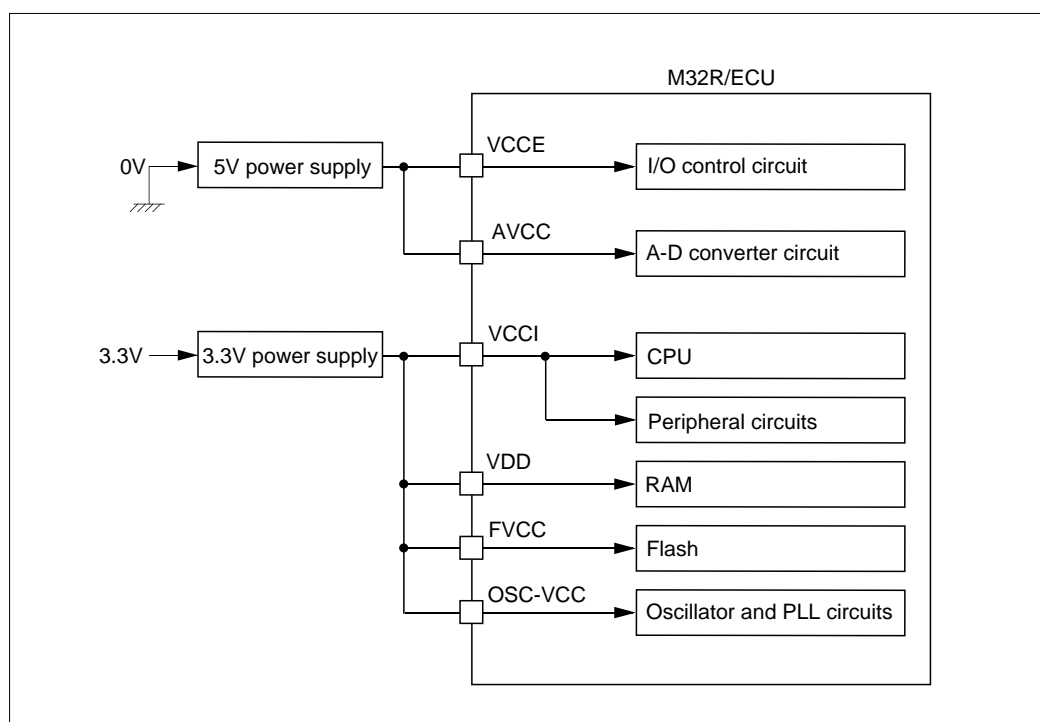 M32R/ECU
0V
5V power supply
VCCE
I/O control circuit
AVCC
A-D converter circuit
3.3V
3.3V power supply
VCCI
CPU
Peripheral circuits
VDD
RAM
FVCC
Flash
OSC-VCC
Oscillator and PLL circuits